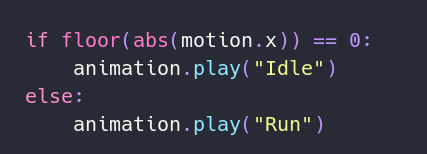 if floor(abs(motion.x)) == 0:
    animation.play("Idle")
else:
    animation.play("Run")